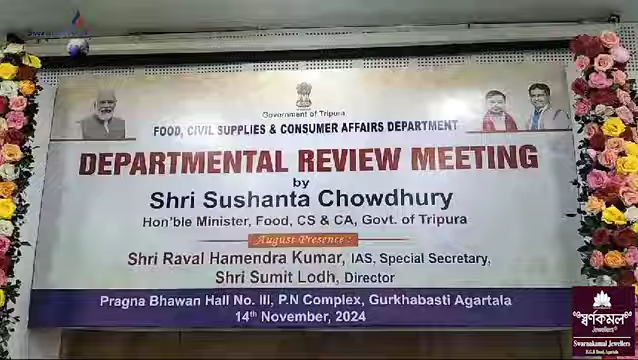 Government of Tripura
FOOD, CIVIL SUPPLIES & CONSUMER AFFAIRS DEPARTMENT
DEPARTMENTAL REVIEW MEETING
by
Shri Sushanta Chowdhury
Hon'ble Minister, Food, CS & CA, Govt. of Tripura
August Presence :
Shri Raval Hamendra Kumar, IAS, Special Secretary,
Shri Sumit Lodh, Director
Pragna Bhawan Hall No. III, P.N Complex, Gurkhabasti Agartala
14th November, 2024
স্বর্ণকমল
Jewellers
Swarnakamal Jewellers